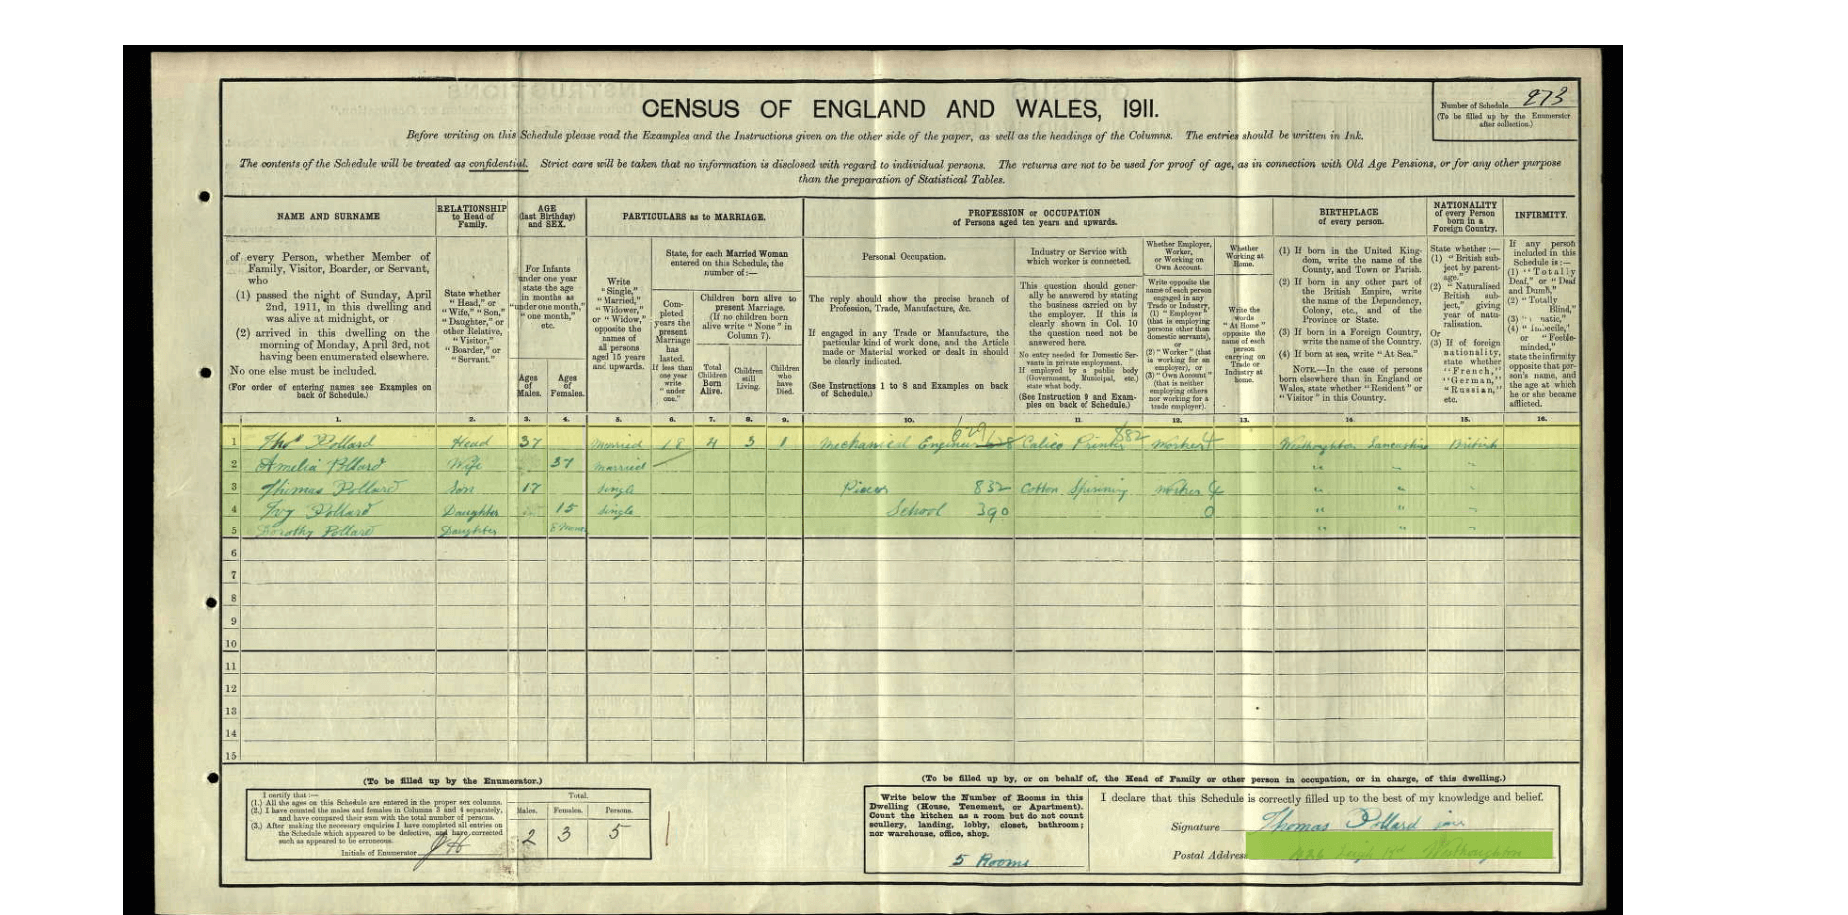 CENSUS OF ENGLAND AND WALES, 1911.
Number of Schedule 273
(To be filled up by the Enumerator after collection.)
Before writing on this Schedule please read the Examples and the Instructions given on the other side of the paper, as well as the headings of the Columns. The entries should be written in Ink.
The contents of the Schedule will be treated as confidential. Strict care will be taken that no information is disclosed with regard to individual persons. The returns are not to be used for proof of age, as in connection with Old Age Pensions, or for any other purpose
than the preparation of Statistical Tables.
NAME AND SURNAME
RELATIONSHIP to Head of Family.
AGE (last Birthday) and SEX.
PARTICULARS as to MARRIAGE.
PROFESSION or OCCUPATION
of Persons aged ten years and upwards.
BIRTHPLACE
of every person.
NATIONALITY of every Person born in a Foreign Country.
INFIRMITY.
of every Person, whether Member of
Family, Visitor, Boarder, or Servant,
who
(1) passed the night of Sunday, April
2nd, 1911, in this dwelling and
was alive at midnight, or
(2) arrived in this dwelling on the
morning of Monday, April 3rd, not
having been enumerated elsewhere.
No one else must be included.
(For order of entering names see Examples on
back of Schedule.)
State whether
"Head," or
"Wife," "Son,"
"Daughter," or
other Relative,
"Visitor,"
"Boarder," or
"Servant."
For Infants
under one year
state the age
in months as
"under one month,"
"one month,"
etc.
Ages of Males.
Ages of Females.
Write
"Single,"
"Married,"
"Widower,"
or "Widow,"
opposite the
names of
all persons
aged 15 years
and upwards.
State, for each Married Woman
entered on this Schedule, the
number of:—
Completed years the present Marriage has lasted. If less than one year write "under one."
Children born alive to
present Marriage.
(If no children born
alive write "None" in
Column 7).
Total Children Born Alive.
Children still Living.
Children who have Died.
Personal Occupation.
The reply should show the precise branch of
Profession, Trade, Manufacture, &c.
If engaged in any Trade or Manufacture, the
particular kind of work done, and the Article
made or Material worked or dealt in should
be clearly indicated.
(See Instructions 1 to 8 and Examples on back
of Schedule.)
Industry or Service with
which worker is connected.
This question should gener-
ally be answered by stating
the business carried on by
the employer. If this is
clearly shown in Col. 10
the question need not be
answered here.
No entry needed for Domestic Ser-
vants in private employment.
If employed by a public body
(Government, Municipal, etc.)
state what body.
(See Instruction 9 and Exam-
ples on back of Schedule.)
Whether Employer,
Worker,
or Working on
Own Account.
Write opposite the
name of each person
engaged in any
Trade or Industry,
(1) "Employer"
(that is employing
persons other than
domestic servants),
or
(2) "Worker" (that
is working for an
employer), or
(3) "Own Account"
(that is neither
employing others
nor working for a
trade employer).
Whether
Working at
Home.
Write the
words
"At Home"
opposite the
name of each
person
carrying on
Trade or
Industry at
home.
(1) If born in the United King-
dom, write the name of the
County, and Town or Parish.
(2) If born in any other part of
the British Empire, write
the name of the Dependency,
Colony, etc., and of the
Province or State.
(3) If born in a Foreign Country,
write the name of the Country.
(4) If born at sea, write "At Sea."
NOTE.—In the case of persons
born elsewhere than in England or
Wales, state whether "Resident" or
"Visitor" in this Country.
State whether:—
(1) "British sub-
ject by parent-
age."
(2) "Naturalised
British sub-
ject," giving
year of natu-
ralisation.
Or
(3) If of foreign
nationality,
state whether
"French,"
"German,"
"Russian,"
etc.
If any person
included in this
Schedule is:—
(1) "Totally
Deaf," or "Deaf
and Dumb,"
(2) "Totally
Blind,"
(3)
(4)
or "Feeble-
minded,"
state the infirmity
opposite that per-
son's name, and
the age at which
he or she became
afflicted.
1. 2. 3. 4. 5. 6. 7. 8. 9. 10. 11. 12. 13. 14. 15. 16.
1 Thos Pollard Head 37 Married 18 4 3 1 Mechanical Engineer 629 Calico Printer 682 Worker 4 Westhoughton Lancashire British
2 Amelia Pollard Wife 37 Married " " "
3 Thomas Pollard Son 17 Single Piecer 832 Cotton Spinning Worker 4 " " "
4 Ivy Pollard Daughter 15 Single School 390 0 " " "
5 Dorothy Pollard Daughter 8 " " "
6
7
8
9
10
11
12
13
14
15
(To be filled up by the Enumerator.)
I certify that:—
(1.) All the ages on this Schedule are entered in the proper sex columns.
(2.) I have counted the males and females in Columns 3 and 4 separately,
and have compared their sum with the total number of persons.
(3.) After making the necessary enquiries I have completed all entries on
the Schedule which appeared to be defective, and have corrected
such as appeared to be erroneous.
Initials of Enumerator
Total.
Males. Females. Persons.
2 3 5
(To be filled up by, or on behalf of, the Head of Family or other person in occupation, or in charge, of this dwelling.)
Write below the Number of Rooms in this
Dwelling (House, Tenement, or Apartment).
Count the kitchen as a room but do not count
scullery, landing, lobby, closet, bathroom;
nor warehouse, office, shop.
5 Rooms
I declare that this Schedule is correctly filled up to the best of my knowledge and belief.
Signature Thomas Pollard
Postal Address Leigh Rd Westhoughton